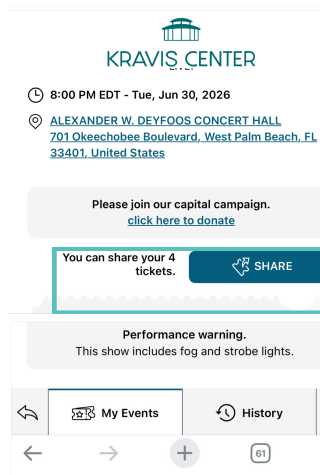 KRAVIS CENTER
8:00 PM EDT - Tue, Jun 30, 2026
ALEXANDER W. DEYFOOS CONCERT HALL
701 Okeechobee Boulevard, West Palm Beach, FL
33401, United States
Please join our capital campaign.
click here to donate
You can share your 4
tickets.
SHARE
Performance warning.
This show includes fog and strobe lights.
My Events
History
61